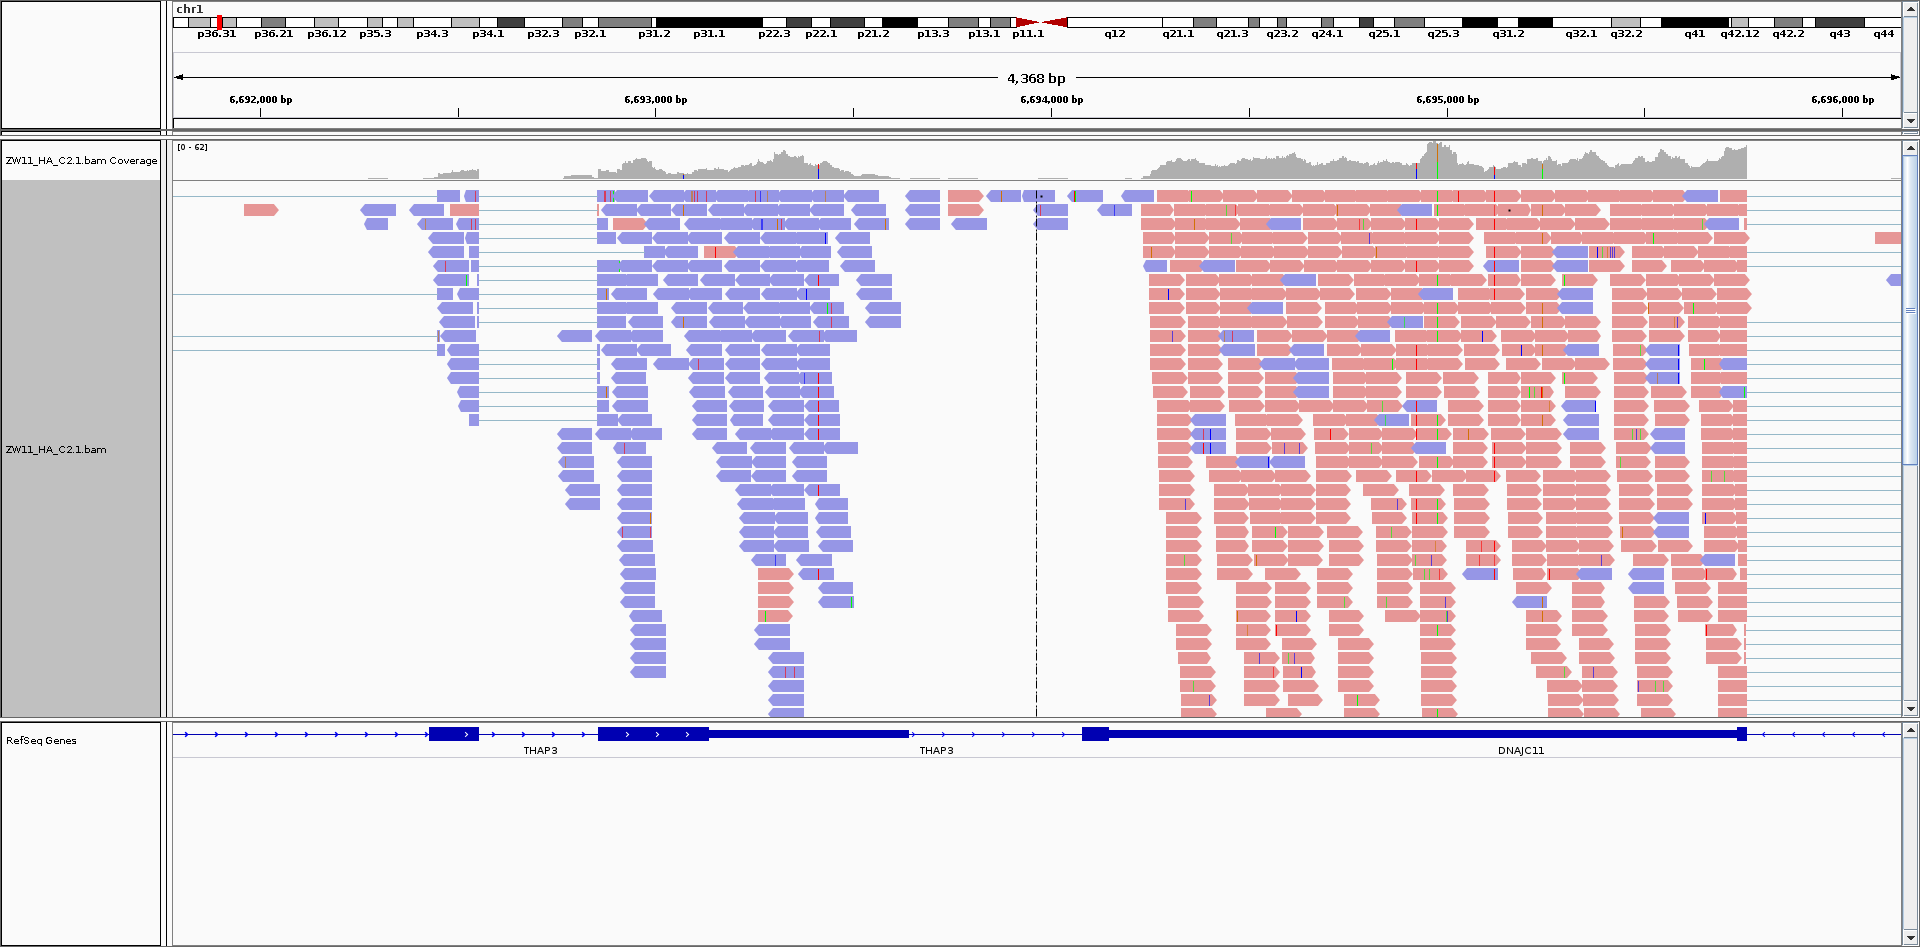 chr1
p36.31 p36.21 p36.12 p35.3 p34.3 p34.1 p32.3 p32.1 p31.2 p31.1 p22.3 p22.1 p21.2 p13.3 p13.1 p11.1 q12 q21.1 q21.3 q23.2 q24.1 q25.1 q25.3 q31.2 q32.1 q32.2 q41 q42.12 q42.2 q43 q44
4,368 bp
6,692,000 bp 6,693,000 bp 6,694,000 bp 6,695,000 bp 6,696,000 bp
[0 - 62]
ZW11_HA_C2.1.bam Coverage
ZW11_HA_C2.1.bam
RefSeq Genes
THAP3 THAP3 DNAJC11